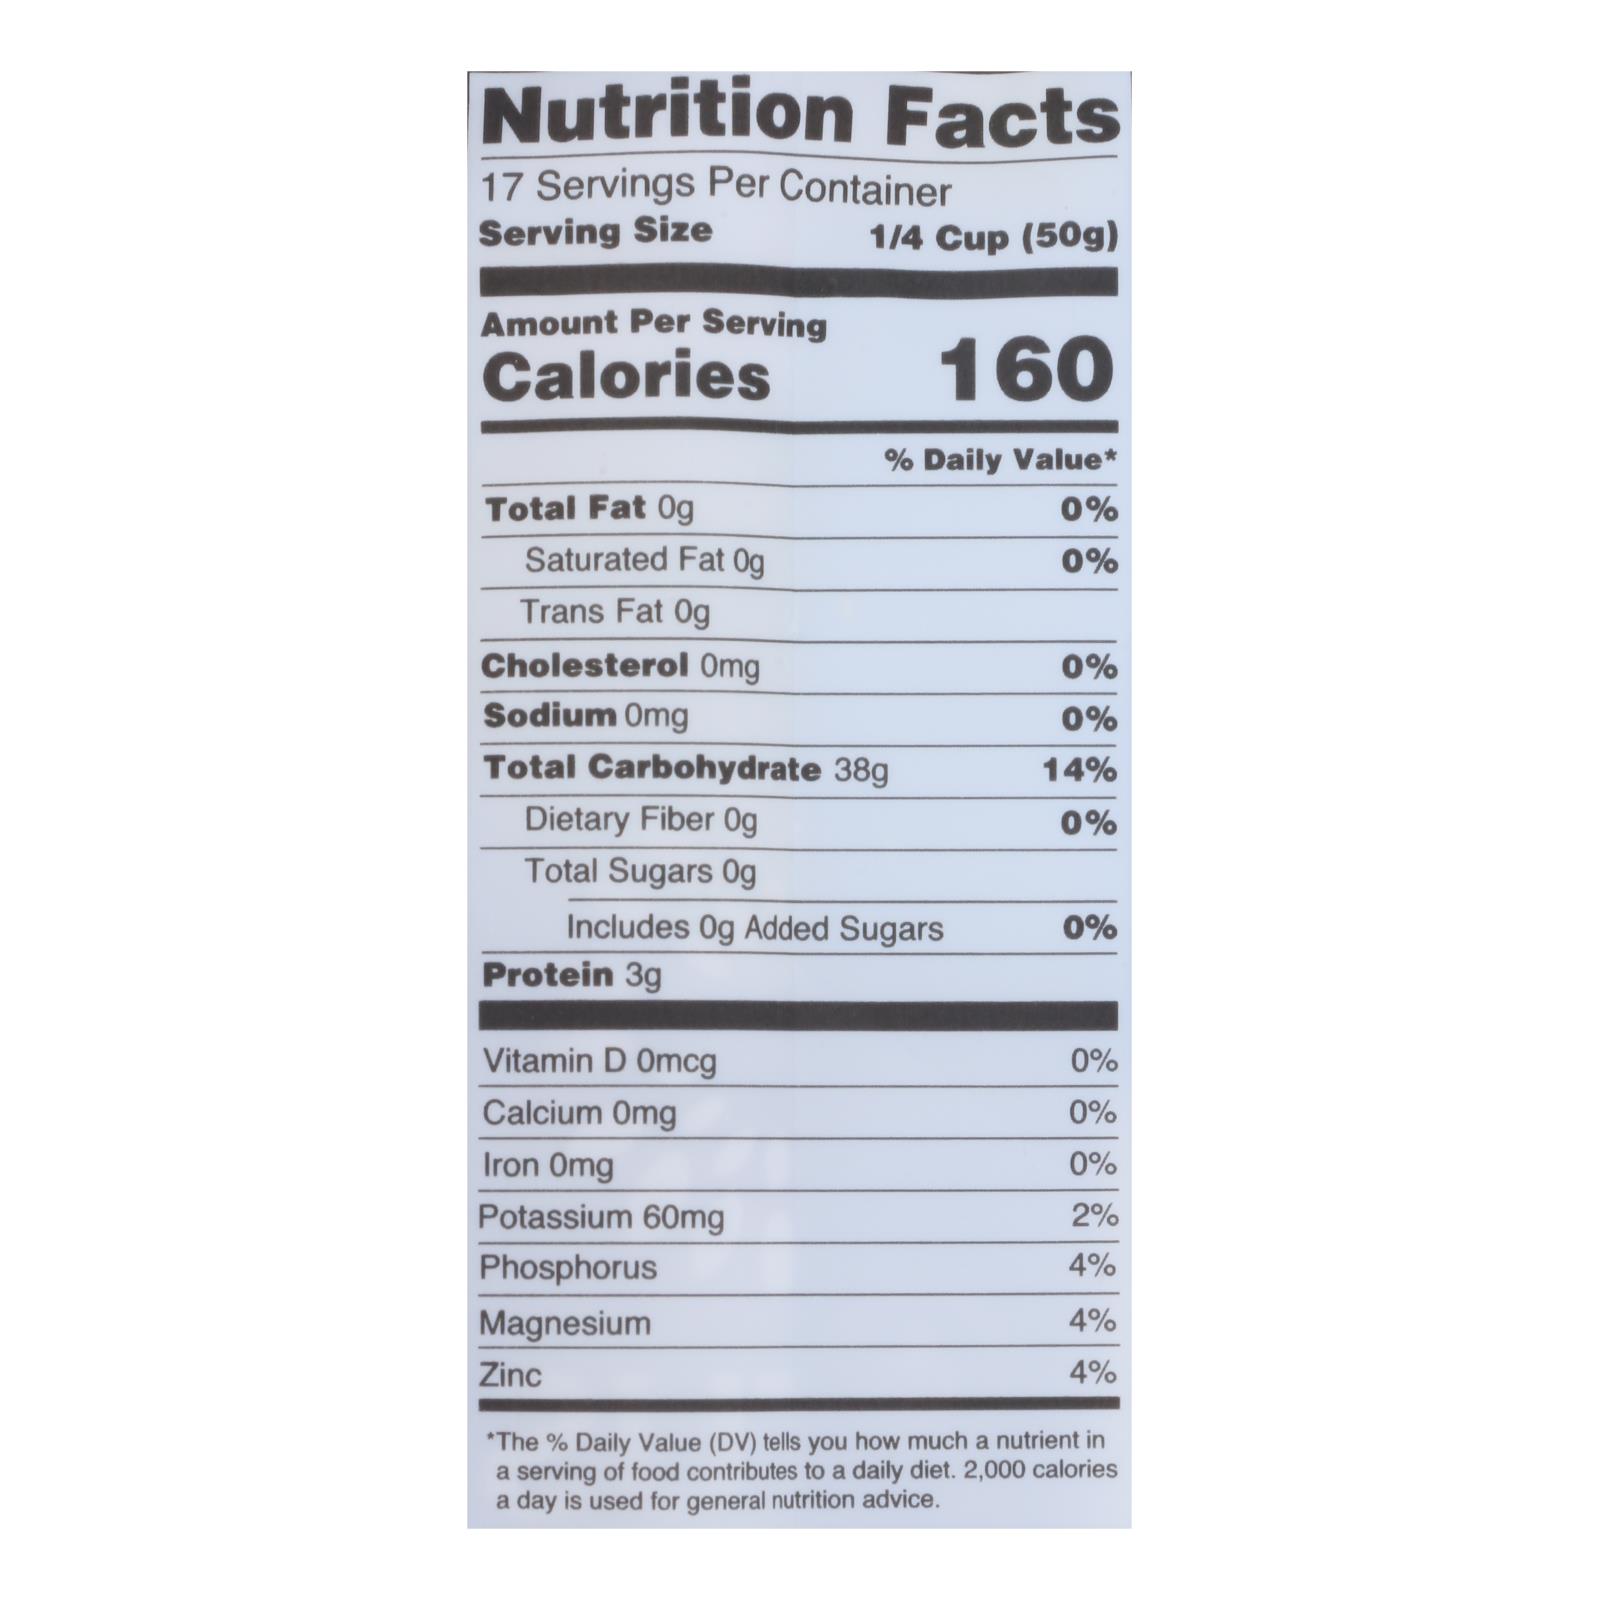 Nutrition Facts
17 Servings Per Container
Serving Size 1/4 Cup (50g)
Amount Per Serving
Calories 160
% Daily Value*
Total Fat 0g 0%
Saturated Fat 0g 0%
Trans Fat 0g
Cholesterol 0mg 0%
Sodium 0mg 0%
Total Carbohydrate 38g 14%
Dietary Fiber 0g 0%
Total Sugars 0g
Includes 0g Added Sugars 0%
Protein 3g
Vitamin D 0mcg 0%
Calcium 0mg 0%
Iron 0mg 0%
Potassium 60mg 2%
Phosphorus 4%
Magnesium 4%
Zinc 4%
*The % Daily Value (DV) tells you how much a nutrient in
a serving of food contributes to a daily diet. 2,000 calories
a day is used for general nutrition advice.